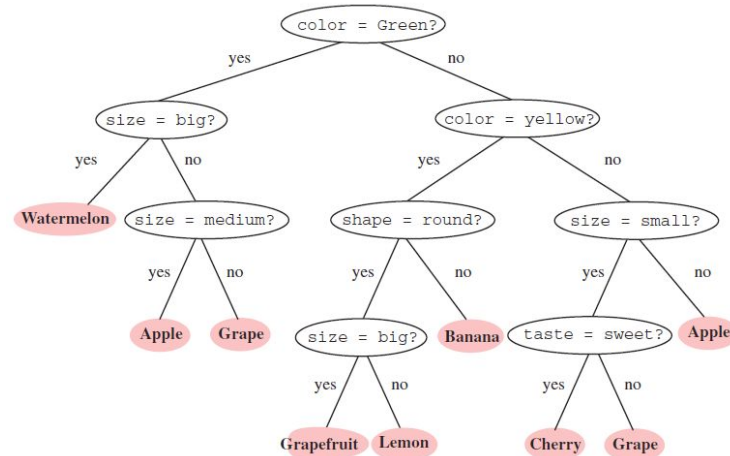 color = Green?
yes
no
size = big?
color = yellow?
yes
no
yes
no
Watermelon
size = medium?
shape = round?
size = small?
yes
no
yes
no
yes
no
Apple
Grape
size = big?
Banana
taste = sweet?
Apple
yes
no
yes
no
Grapefruit
Lemon
Cherry
Grape